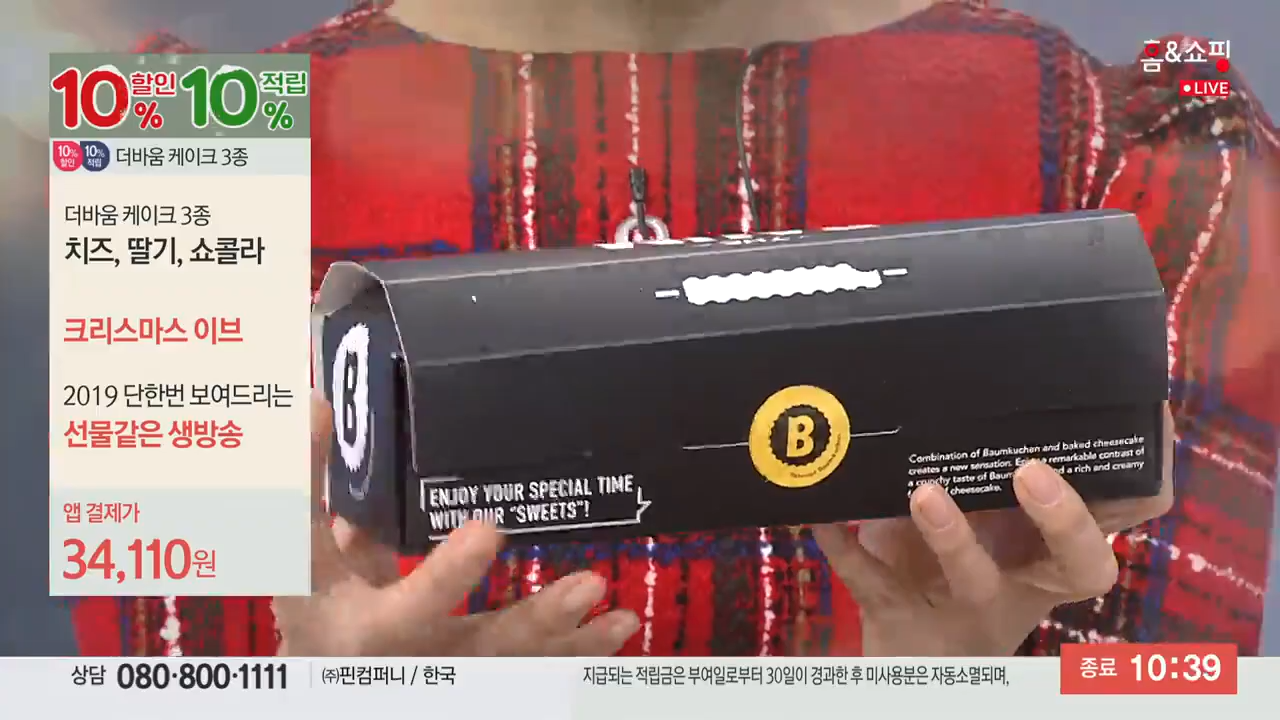 10% 할인 10% 적립
10% 할인 10% 적립 더바움 케이크 3종
더바움 케이크 3종
치즈, 딸기, 쇼콜라
크리스마스 이브
2019 단한번 보여드리는
선물같은 생방송
앱 결제가
34,110원
홈&쇼핑
LIVE
B
B
ENJOY YOUR SPECIAL TIME
WITH OUR "SWEETS"!
Combination of Baumkuchen and baked cheesecake
creates a new sensation. a remarkable contrast of
a crunchy taste of and a rich and creamy
of cheesecake.
상담 080·800·1111
㈜핀컴퍼니 / 한국
지급되는 적립금은 부여일로부터 30일이 경과한 후 미사용분은 자동소멸되며,
종료 10:39